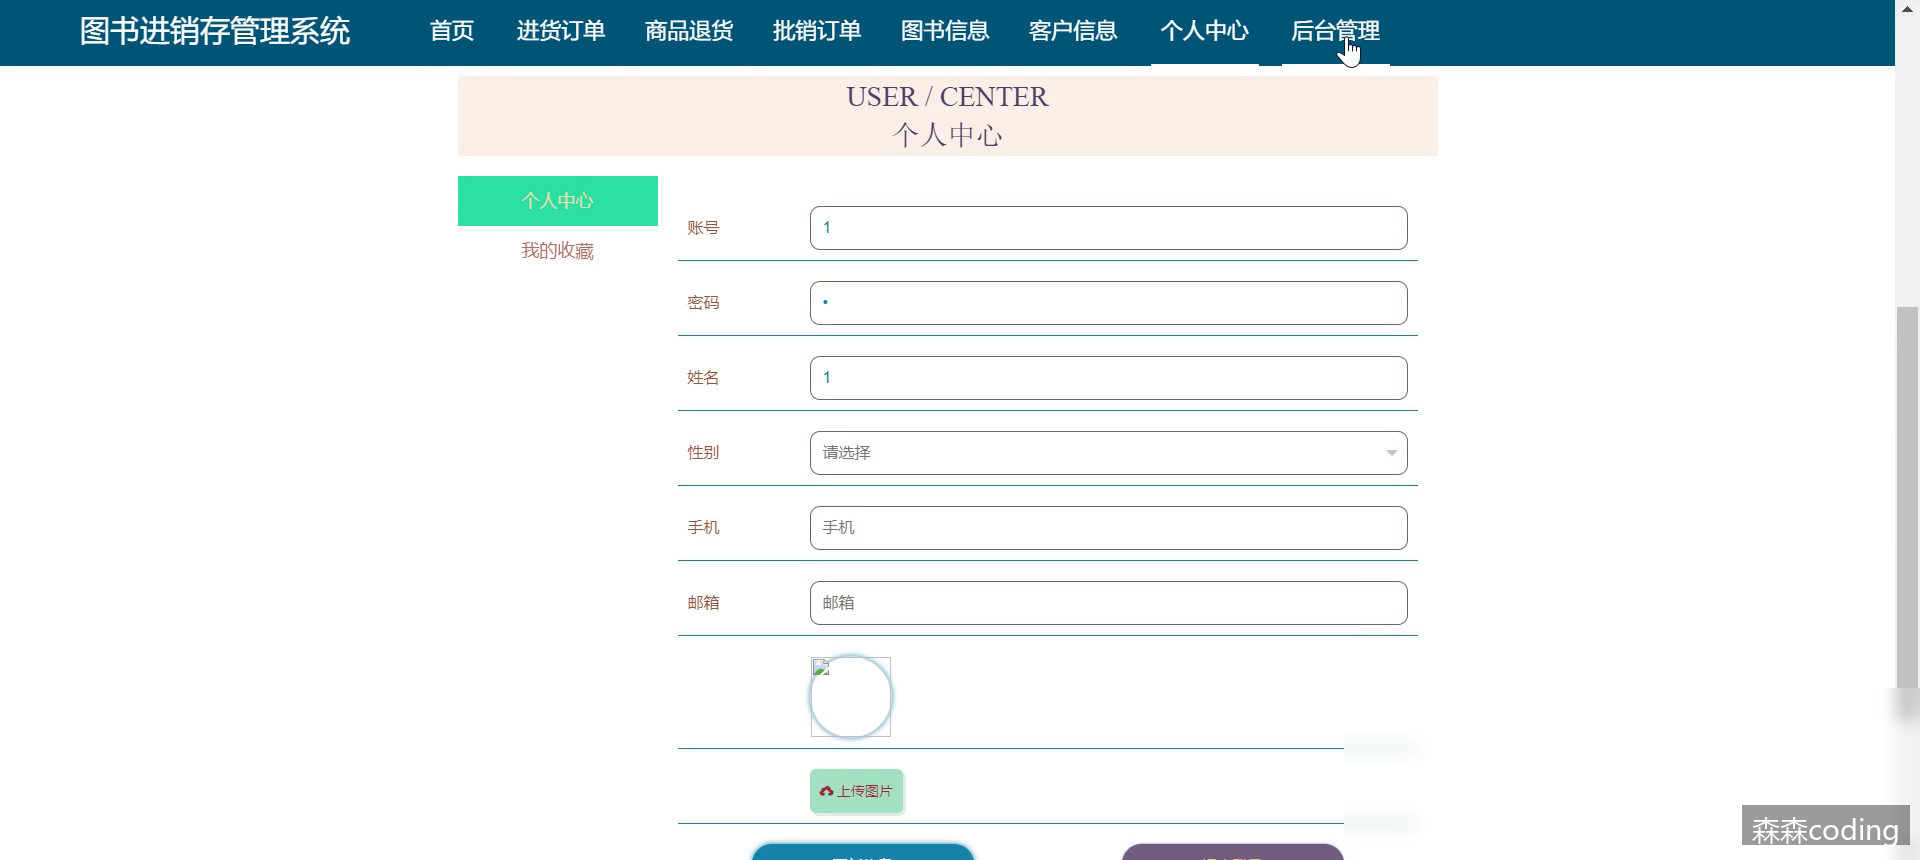 图书进销存管理系统 首页 进货订单 商品退货 批销订单 图书信息 客户信息 个人中心 后台管理
USER / CENTER
个人中心
个人中心
我的收藏
账号 1
密码 •
姓名 1
性别 请选择
手机 手机
邮箱 邮箱
上传图片
森森coding